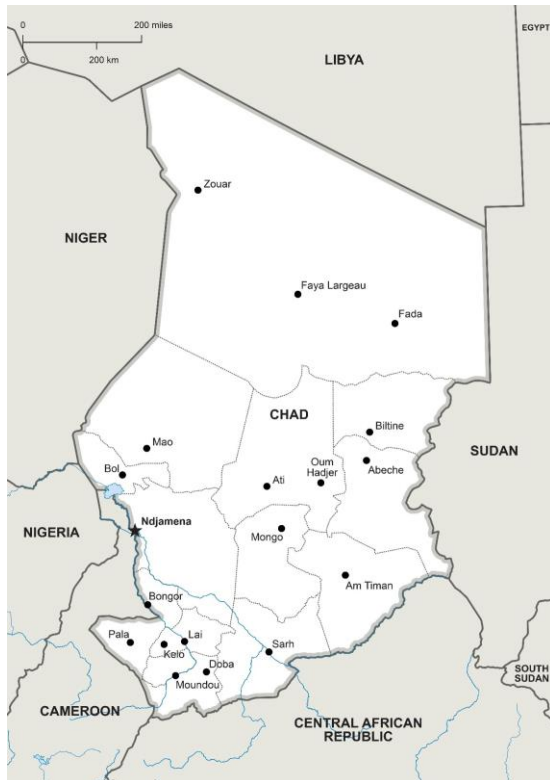 0 200 miles
0 200 km
EGYPT
LIBYA
Zouar
NIGER
Faya Largeau
Fada
CHAD
Biltine
Mao
SUDAN
Bol
Oum
Hadjer
Abeche
Ati
Ndjamena
NIGERIA
Mongo
Am Timan
Bongor
Pala
Lai
Kelo
Sarh
Doba
Moundou
SOUTH
SUDAN
CAMEROON
CENTRAL AFRICAN
REPUBLIC